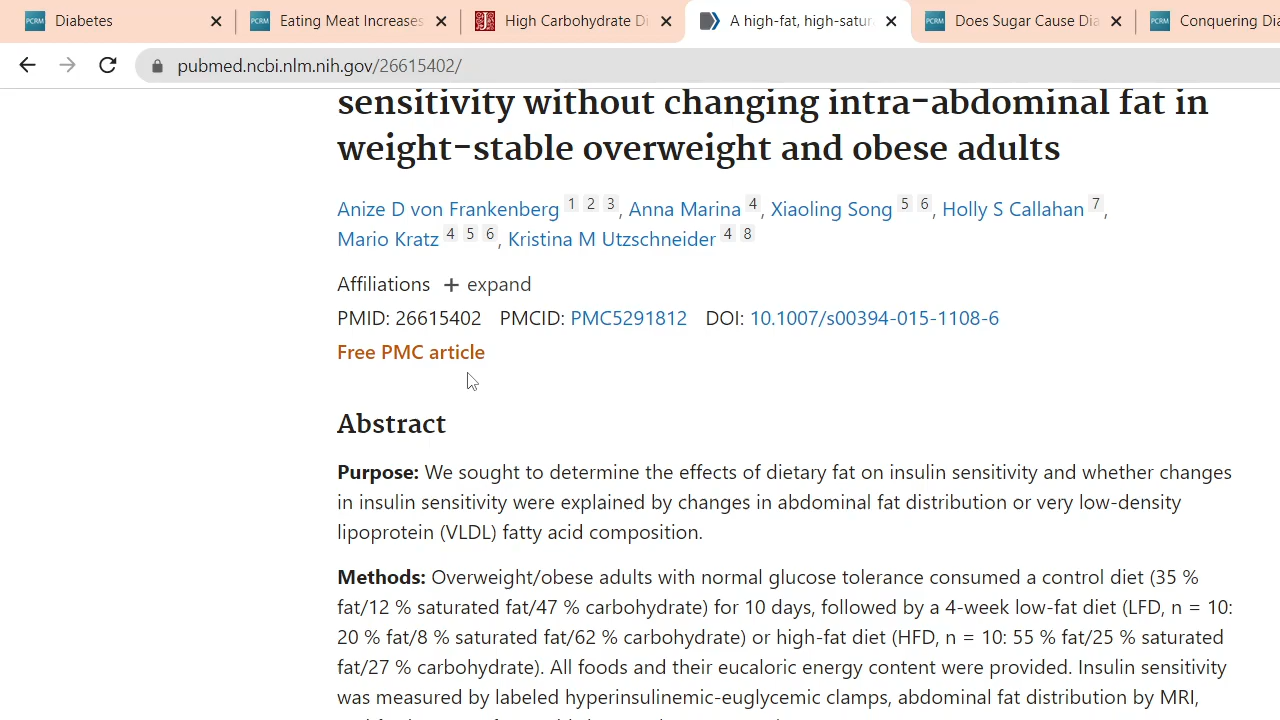 Diabetes
Eating Meat Increases
High Carbohydrate Di
A high-fat, high-satur
Does Sugar Cause Dia
Conquering Dia
pubmed.ncbi.nlm.nih.gov/26615402/
sensitivity without changing intra-abdominal fat in
weight-stable overweight and obese adults
Anize D von Frankenberg 1 2 3, Anna Marina 4, Xiaoling Song 5 6, Holly S Callahan 7,
Mario Kratz 4 5 6, Kristina M Utzschneider 4 8
Affiliations + expand
PMID: 26615402 PMCID: PMC5291812 DOI: 10.1007/s00394-015-1108-6
Free PMC article
Abstract
Purpose: We sought to determine the effects of dietary fat on insulin sensitivity and whether changes
in insulin sensitivity were explained by changes in abdominal fat distribution or very low-density
lipoprotein (VLDL) fatty acid composition.
Methods: Overweight/obese adults with normal glucose tolerance consumed a control diet (35 %
fat/12 % saturated fat/47 % carbohydrate) for 10 days, followed by a 4-week low-fat diet (LFD, n = 10:
20 % fat/8 % saturated fat/62 % carbohydrate) or high-fat diet (HFD, n = 10: 55 % fat/25 % saturated
fat/27 % carbohydrate). All foods and their eucaloric energy content were provided. Insulin sensitivity
was measured by labeled hyperinsulinemic-euglycemic clamps, abdominal fat distribution by MRI,